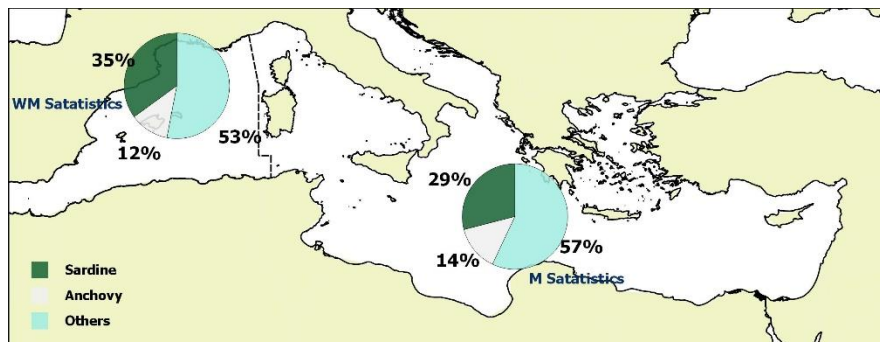 35%
WM Satatistics
12%
53%
29%
14%
57%
M Satatistics
Sardine
Anchovy
Others